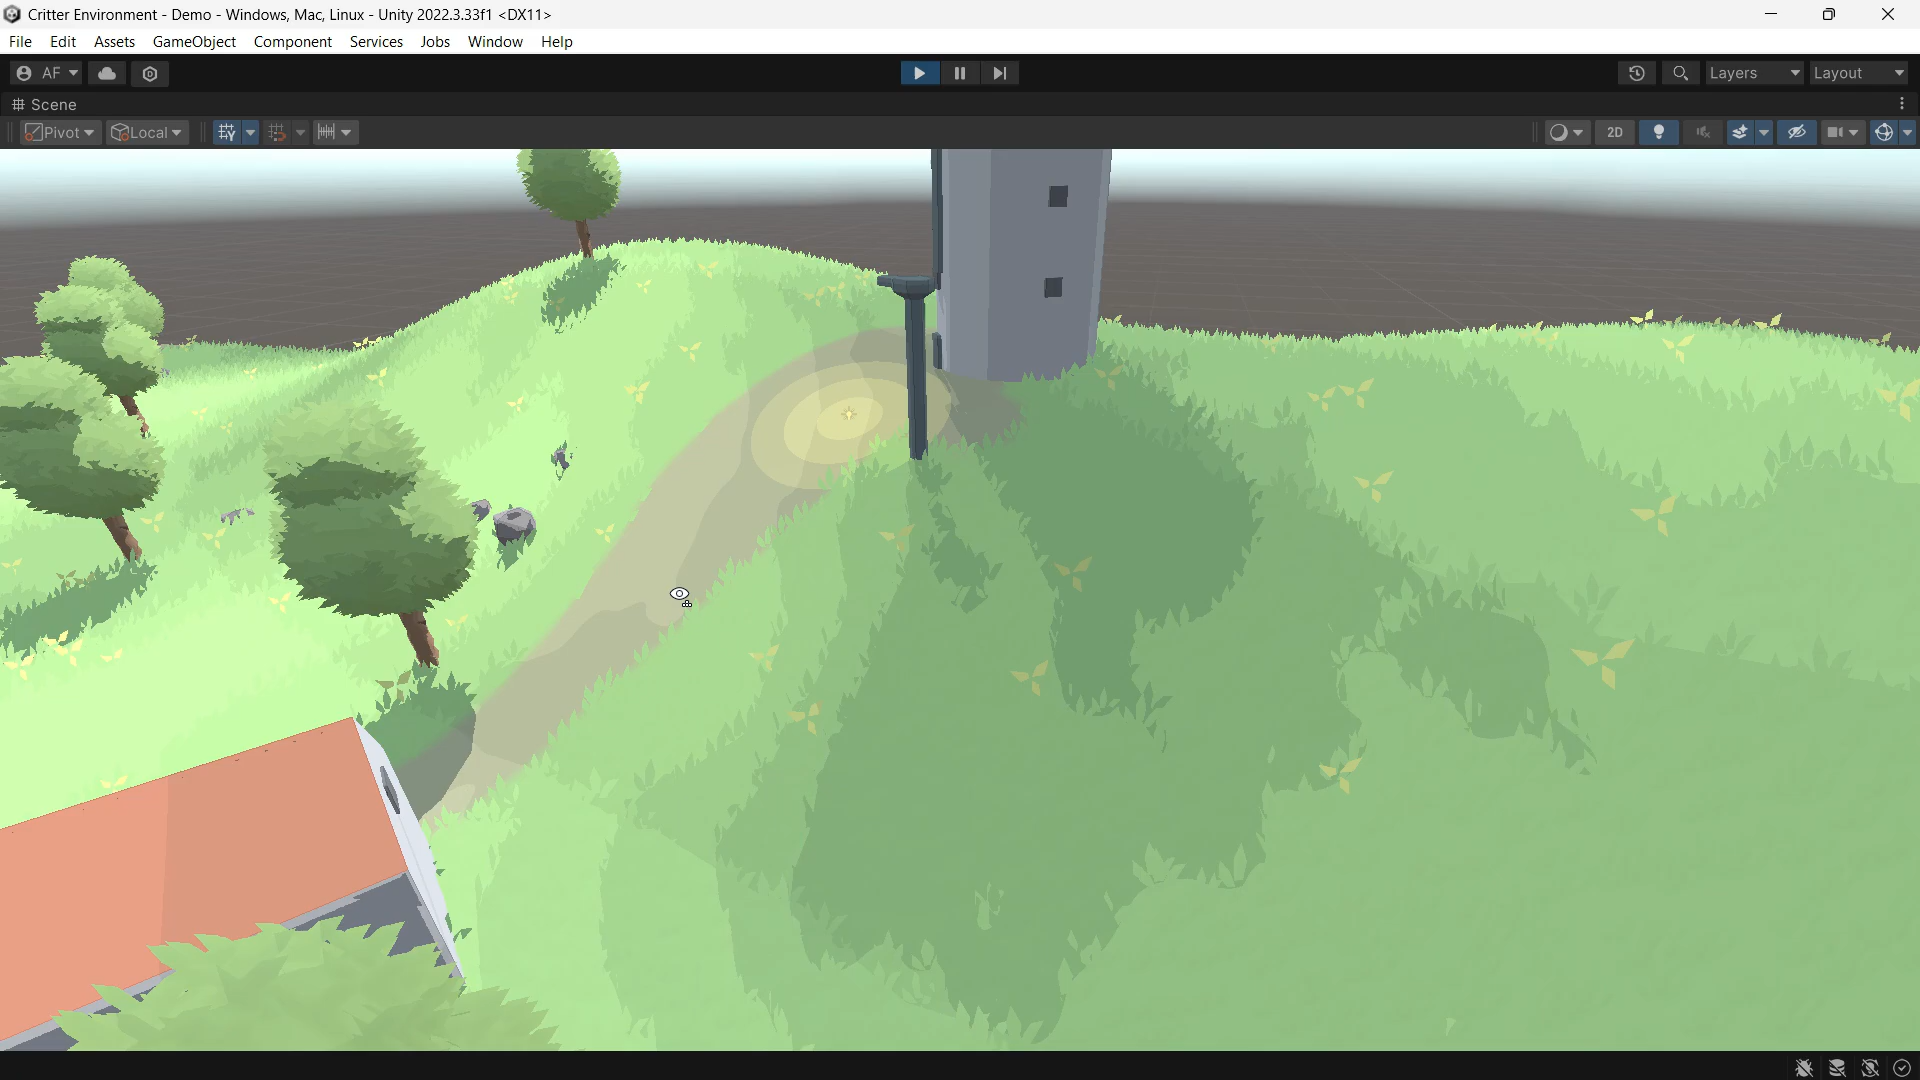 Critter Environment - Demo - Windows, Mac, Linux - Unity 2022.3.33f1 <DX11>
File Edit Assets GameObject Component Services Jobs Window Help
AF Layers Layout
Scene
Pivot Local 2D